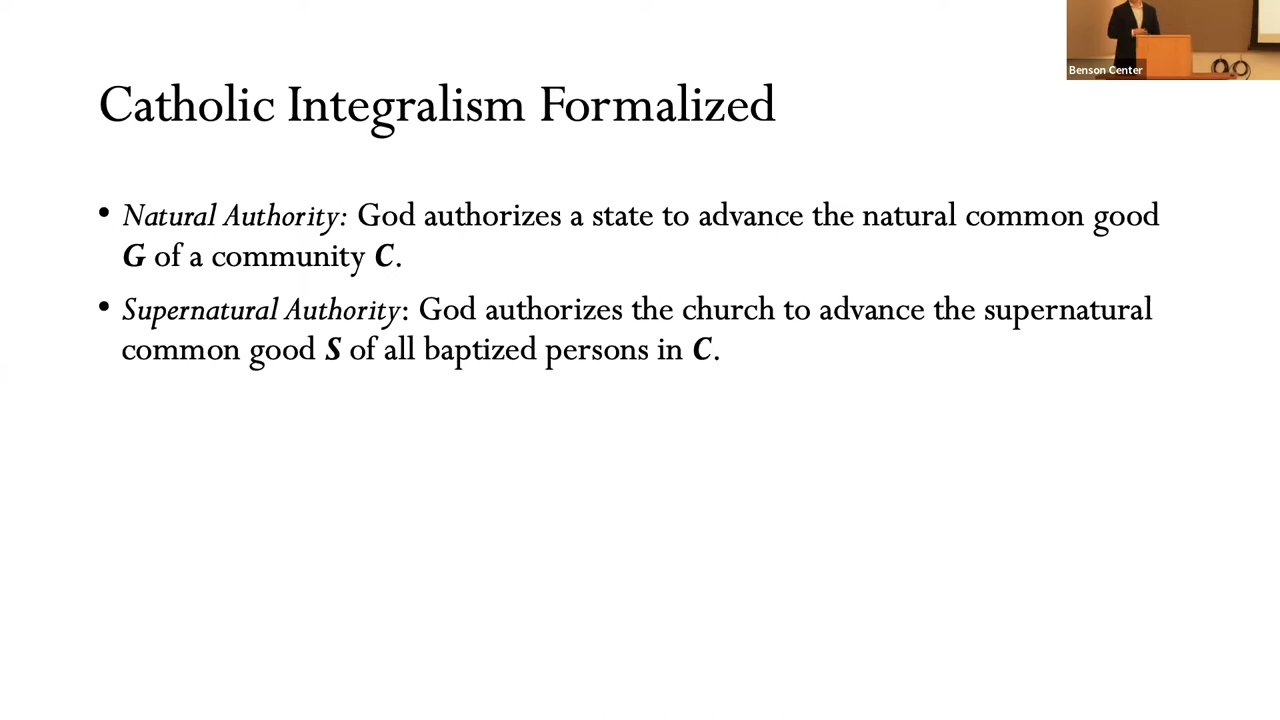 Benson Center
Catholic Integralism Formalized
• Natural Authority: God authorizes a state to advance the natural common good
G of a community C.
• Supernatural Authority: God authorizes the church to advance the supernatural
common good S of all baptized persons in C.